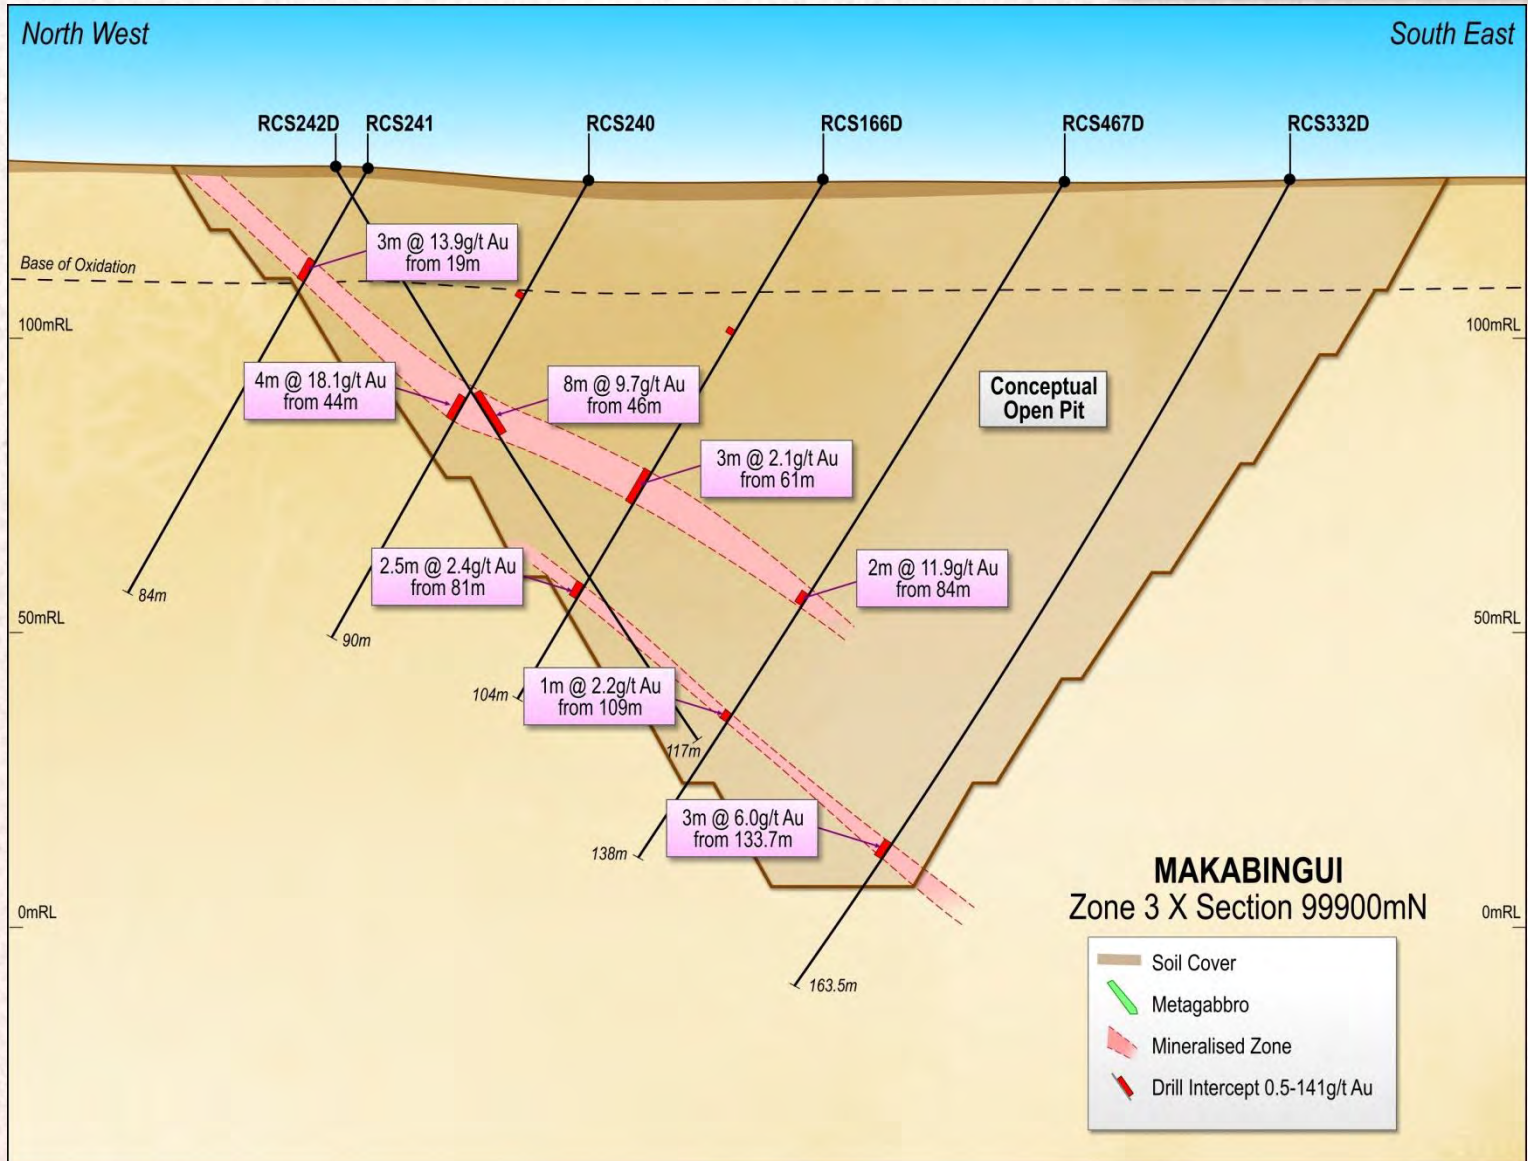 North West
South East
RCS242D
RCS241
RCS240
RCS166D
RCS467D
RCS332D
3m @ 13.9g/t Au
from 19m
Base of Oxidation
100mRL
100mRL
4m @ 18.1g/t Au
from 44m
8m @ 9.7g/t Au
from 46m
Conceptual
Open Pit
3m @ 2.1g/t Au
from 61m
2.5m @ 2.4g/t Au
from 81m
2m @ 11.9g/t Au
from 84m
84m
50mRL
50mRL
90m
104m
1m @ 2.2g/t Au
from 109m
117m
3m @ 6.0g/t Au
from 133.7m
138m
0mRL
0mRL
163.5m
MAKABINGUI
Zone 3 X Section 99900mN
Soil Cover
Metagabbro
Mineralised Zone
Drill Intercept 0.5-141g/t Au